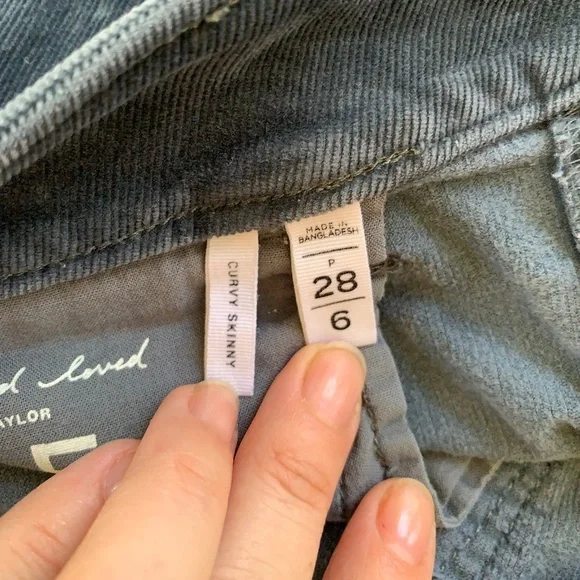 MADE IN
BANGLADESH
P
28
6
CURVY SKINNY
loved
AYLOR